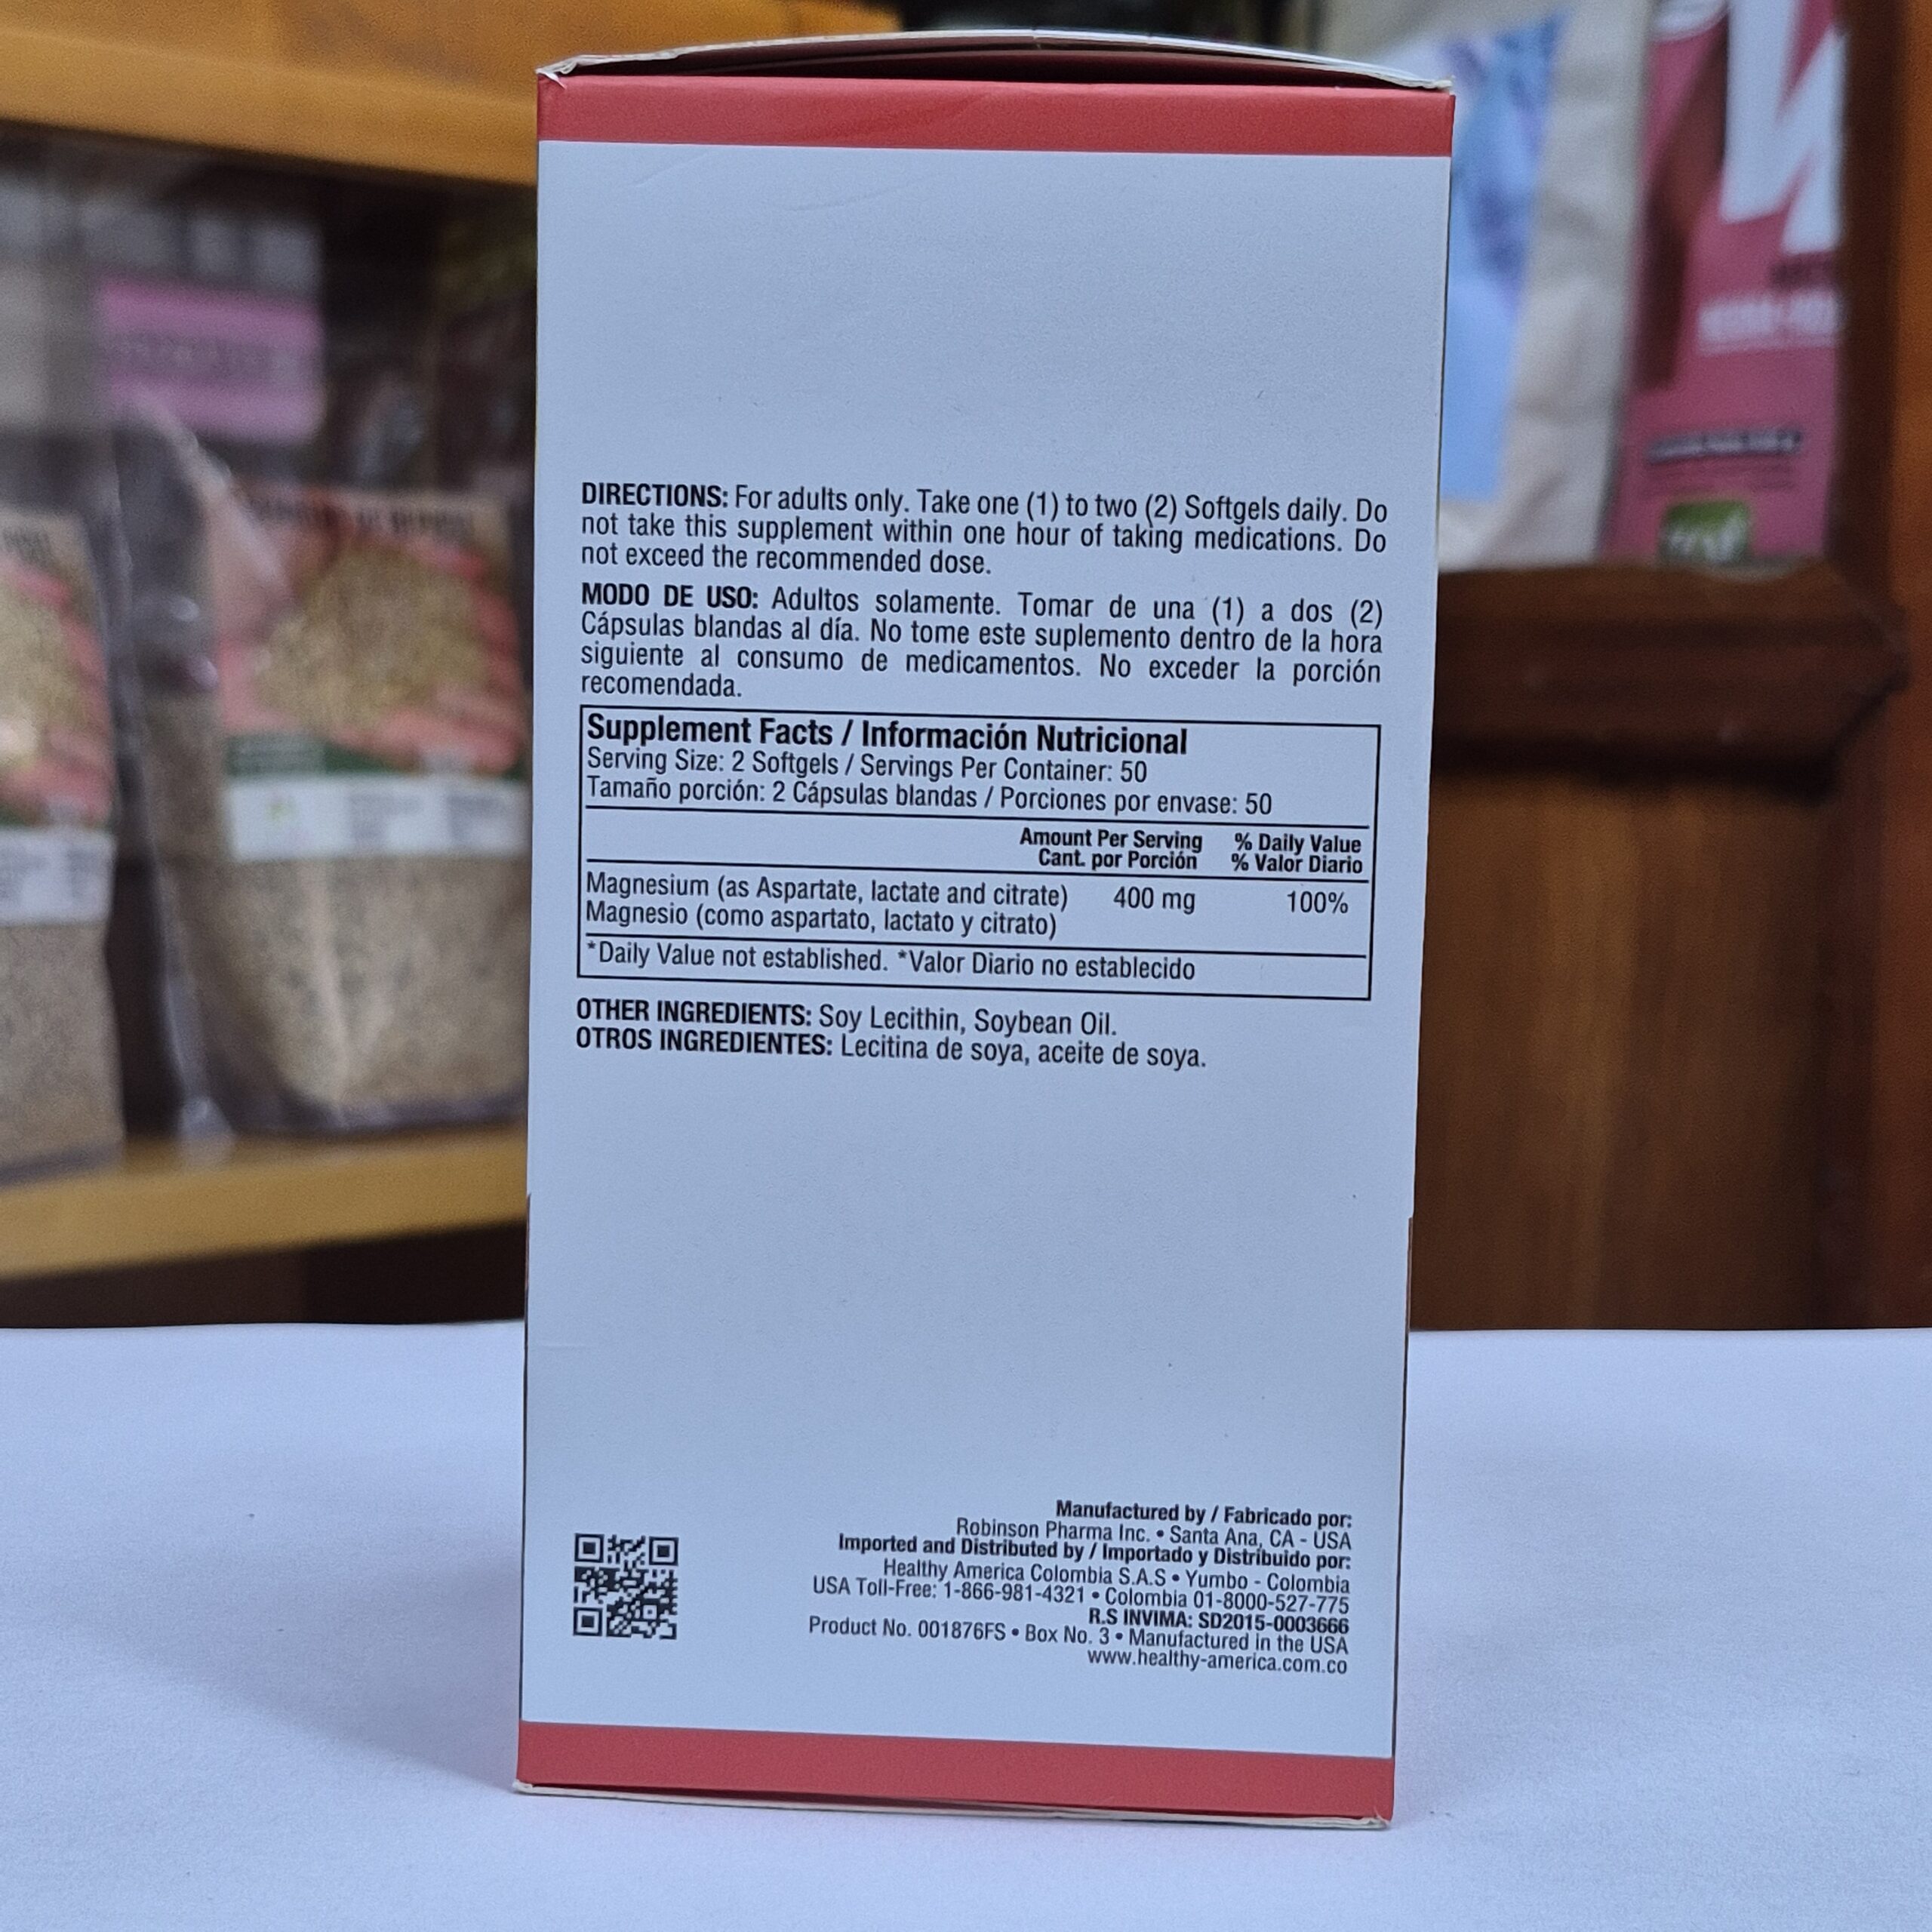 DIRECTIONS: For adults only. Take one (1) to two (2) Softgels daily. Do
not take this supplement within one hour of taking medications. Do
not exceed the recommended dose.
MODO DE USO: Adultos solamente. Tomar de una (1) a dos (2)
Cápsulas blandas al día. No tome este suplemento dentro de la hora
siguiente al consumo de medicamentos. No exceder la porción
recomendada.
Supplement Facts / Información Nutricional
Serving Size: 2 Softgels / Servings Per Container: 50
Tamaño porción: 2 Cápsulas blandas / Porciones por envase: 50
Amount Per Serving % Daily Value
Cant. por Porción % Valor Diario
Magnesium (as Aspartate, lactate and citrate) 400 mg 100%
Magnesio (como aspartato, lactato y citrato)
*Daily Value not established. *Valor Diario no establecido
OTHER INGREDIENTS: Soy Lecithin, Soybean Oil.
OTROS INGREDIENTES: Lecitina de soya, aceite de soya.
Manufactured by / Fabricado por:
Robinson Pharma Inc. • Santa Ana, CA - USA
Imported and Distributed by / Importado y Distribuido por:
Healthy America Colombia S.A.S • Yumbo - Colombia
USA Toll-Free: 1-866-981-4321 • Colombia 01-8000-527-775
R.S INVIMA: SD2015-0003666
Product No. 001876FS • Box No. 3 • Manufactured in the USA
www.healthy-america.com.co